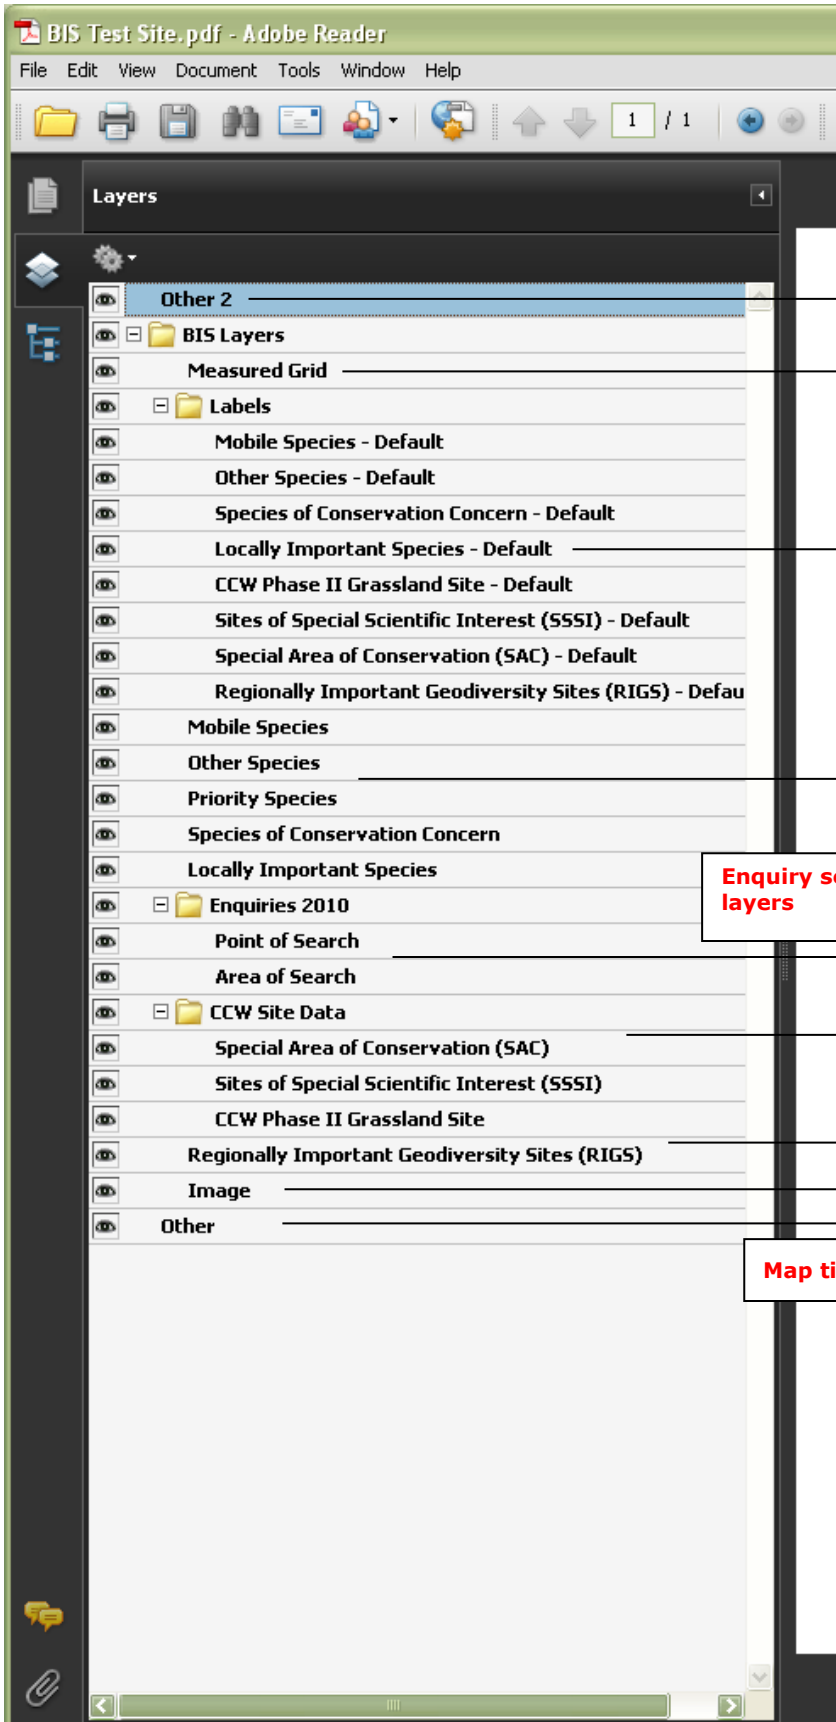 BIS Test Site.pdf - Adobe Reader
File Edit View Document Tools Window Help
1 / 1
Layers
Other 2
BIS Layers
Measured Grid
Labels
Mobile Species - Default
Other Species - Default
Species of Conservation Concern - Default
Locally Important Species - Default
CCW Phase II Grassland Site - Default
Sites of Special Scientific Interest (SSSI) - Default
Special Area of Conservation (SAC) - Default
Regionally Important Geodiversity Sites (RIGS) - Defau
Mobile Species
Other Species
Priority Species
Species of Conservation Concern
Locally Important Species
Enquiry
layers
Enquiries 2010
Point of Search
Area of Search
CCW Site Data
Special Area of Conservation (SAC)
Sites of Special Scientific Interest (SSSI)
CCW Phase II Grassland Site
Regionally Important Geodiversity Sites (RIGS)
Image
Other
Map